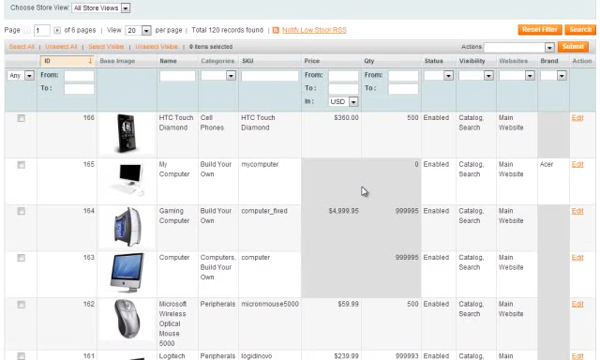 Choose Store View: All Store Views
Page 1 of 6 pages | View 20 per page | Total 120 records found | Notify Low Stock RSS Reset Filter Search
Select All | Unselect All | Select Visible | Unselect Visible | 0 items selected Actions Submit
ID Base Image Name Categories SKU Price Qty Status Visibility Websites Brand Action
Any From: From: From:
To : To : To :
In : USD
166 HTC Touch Diamond Cell Phones HTC Touch Diamond $360.00 500 Enabled Catalog, Search Main Website Edit
165 My Computer Build Your Own mycomputer 0 Enabled Catalog, Search Main Website Acer Edit
164 Gaming Computer Build Your Own computer_fixed $4,999.95 999995 Enabled Catalog, Search Main Website Edit
163 Computer Computers, Build Your Own computer 999995 Enabled Catalog, Search Main Website Edit
162 Microsoft Wireless Optical Mouse 5000 Peripherals micronmouse5000 $59.99 500 Enabled Catalog, Search Main Website Edit
161 Logitech Peripherals logidinovo $239.99 999993 Enabled Catalog, Main Edit